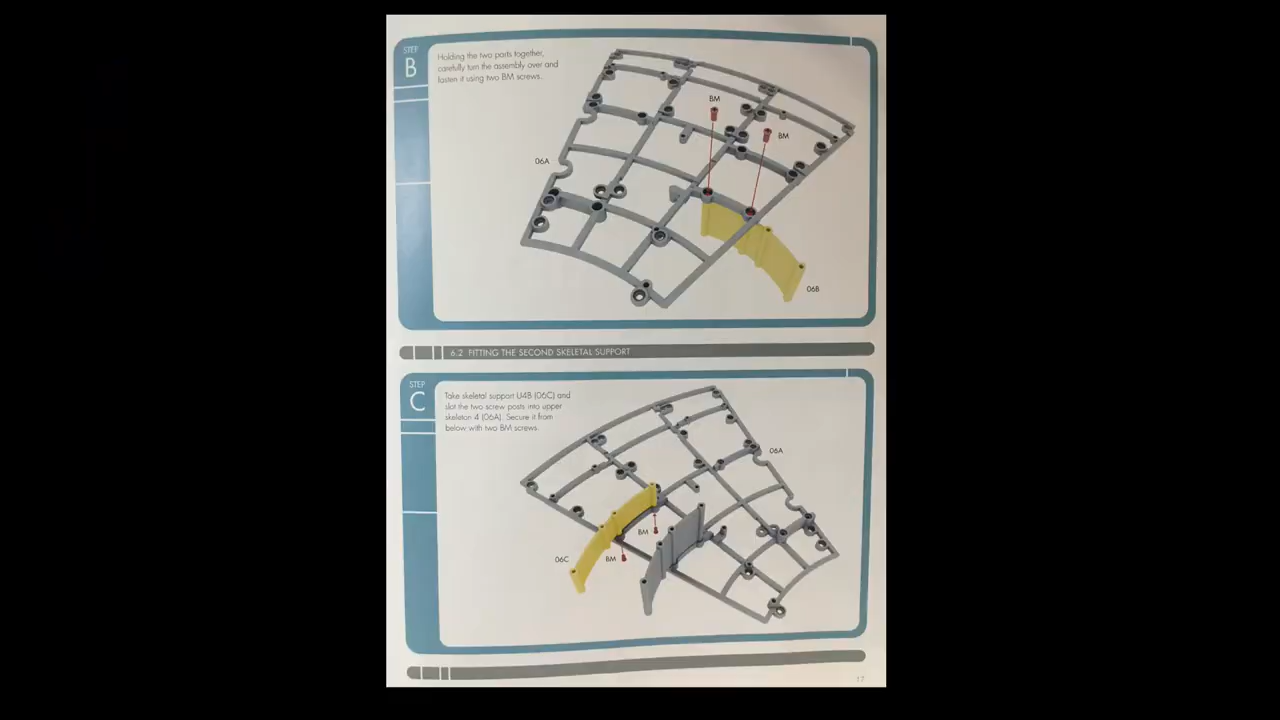 STEP
B
Holding the two parts together,
carefully turn the assembly over and
fasten it using two BM screws.
BM
BM
06A
06B
6.2 FITTING THE SECOND SKELETAL SUPPORT
STEP
C
Take skeletal support U4B (06C) and
slot the two screw posts into upper
skeleton 4 (06A). Secure it from
below with two BM screws.
06A
BM
BM
06C
17